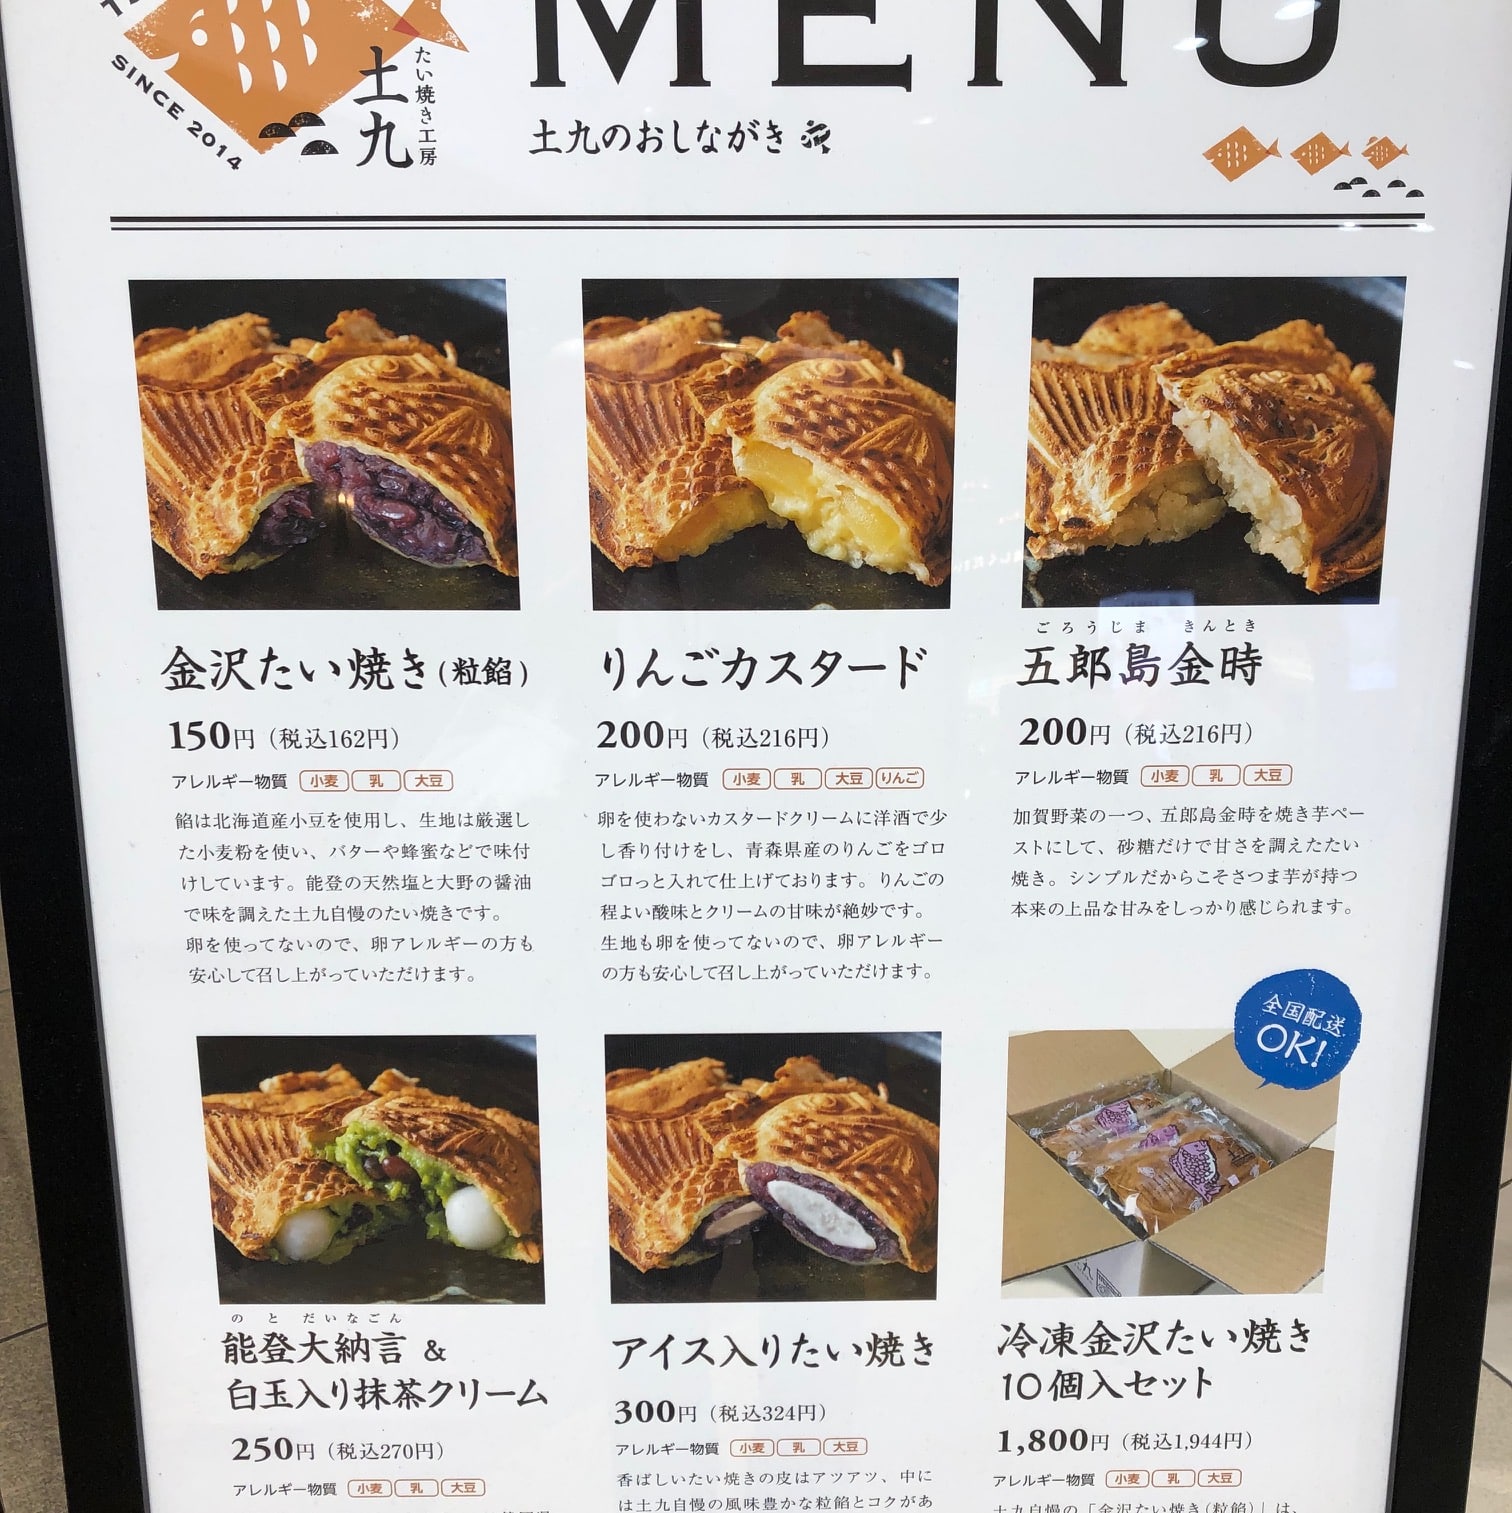 MENU
SINCE 2014
たい焼き工房
土九
土九のおしながき
金沢たい焼き(粒餡)
150円(税込162円)
アレルギー物質 小麦 乳 大豆
餡は北海道産小豆を使用し、生地は厳選し
た小麦粉を使い、バターや蜂蜜などで味付
けしています。能登の天然塩と大野の醤油
で味を調えた土九自慢のたい焼きです。
卵を使ってないので、卵アレルギーの方も
安心して召し上がっていただけます。
りんごカスタード
200円(税込216円)
アレルギー物質 小麦 乳 大豆 りんご
卵を使わないカスタードクリームに洋酒で少
し香り付けをし、青森県産のりんごをゴロ
ゴロっと入れて仕上げております。りんごの
程よい酸味とクリームの甘味が絶妙です。
生地も卵を使ってないので、卵アレルギー
の方も安心して召し上がっていただけます。
ごろうじま きんとき
五郎島金時
200円(税込216円)
アレルギー物質 小麦 乳 大豆
加賀野菜の一つ、五郎島金時を焼き芋ペー
ストにして、砂糖だけで甘さを調えたたい
焼き。シンプルだからこそさつま芋が持つ
本来の上品な甘みをしっかり感じられます。
のと だいなごん
能登大納言 &
白玉入り抹茶クリーム
250円(税込270円)
アレルギー物質 小麦 乳 大豆
アイス入りたい焼き
300円(税込324円)
アレルギー物質 小麦 乳 大豆
香ばしいたい焼きの皮はアツアツ、中に
は土九自慢の風味豊かな粒餡とコクがあ
全国配送
OK!
冷凍金沢たい焼き
10個入セット
1,800円(税込1,944円)
アレルギー物質 小麦 乳 大豆
土九自慢の「金沢たい焼き(粒餡)」は、